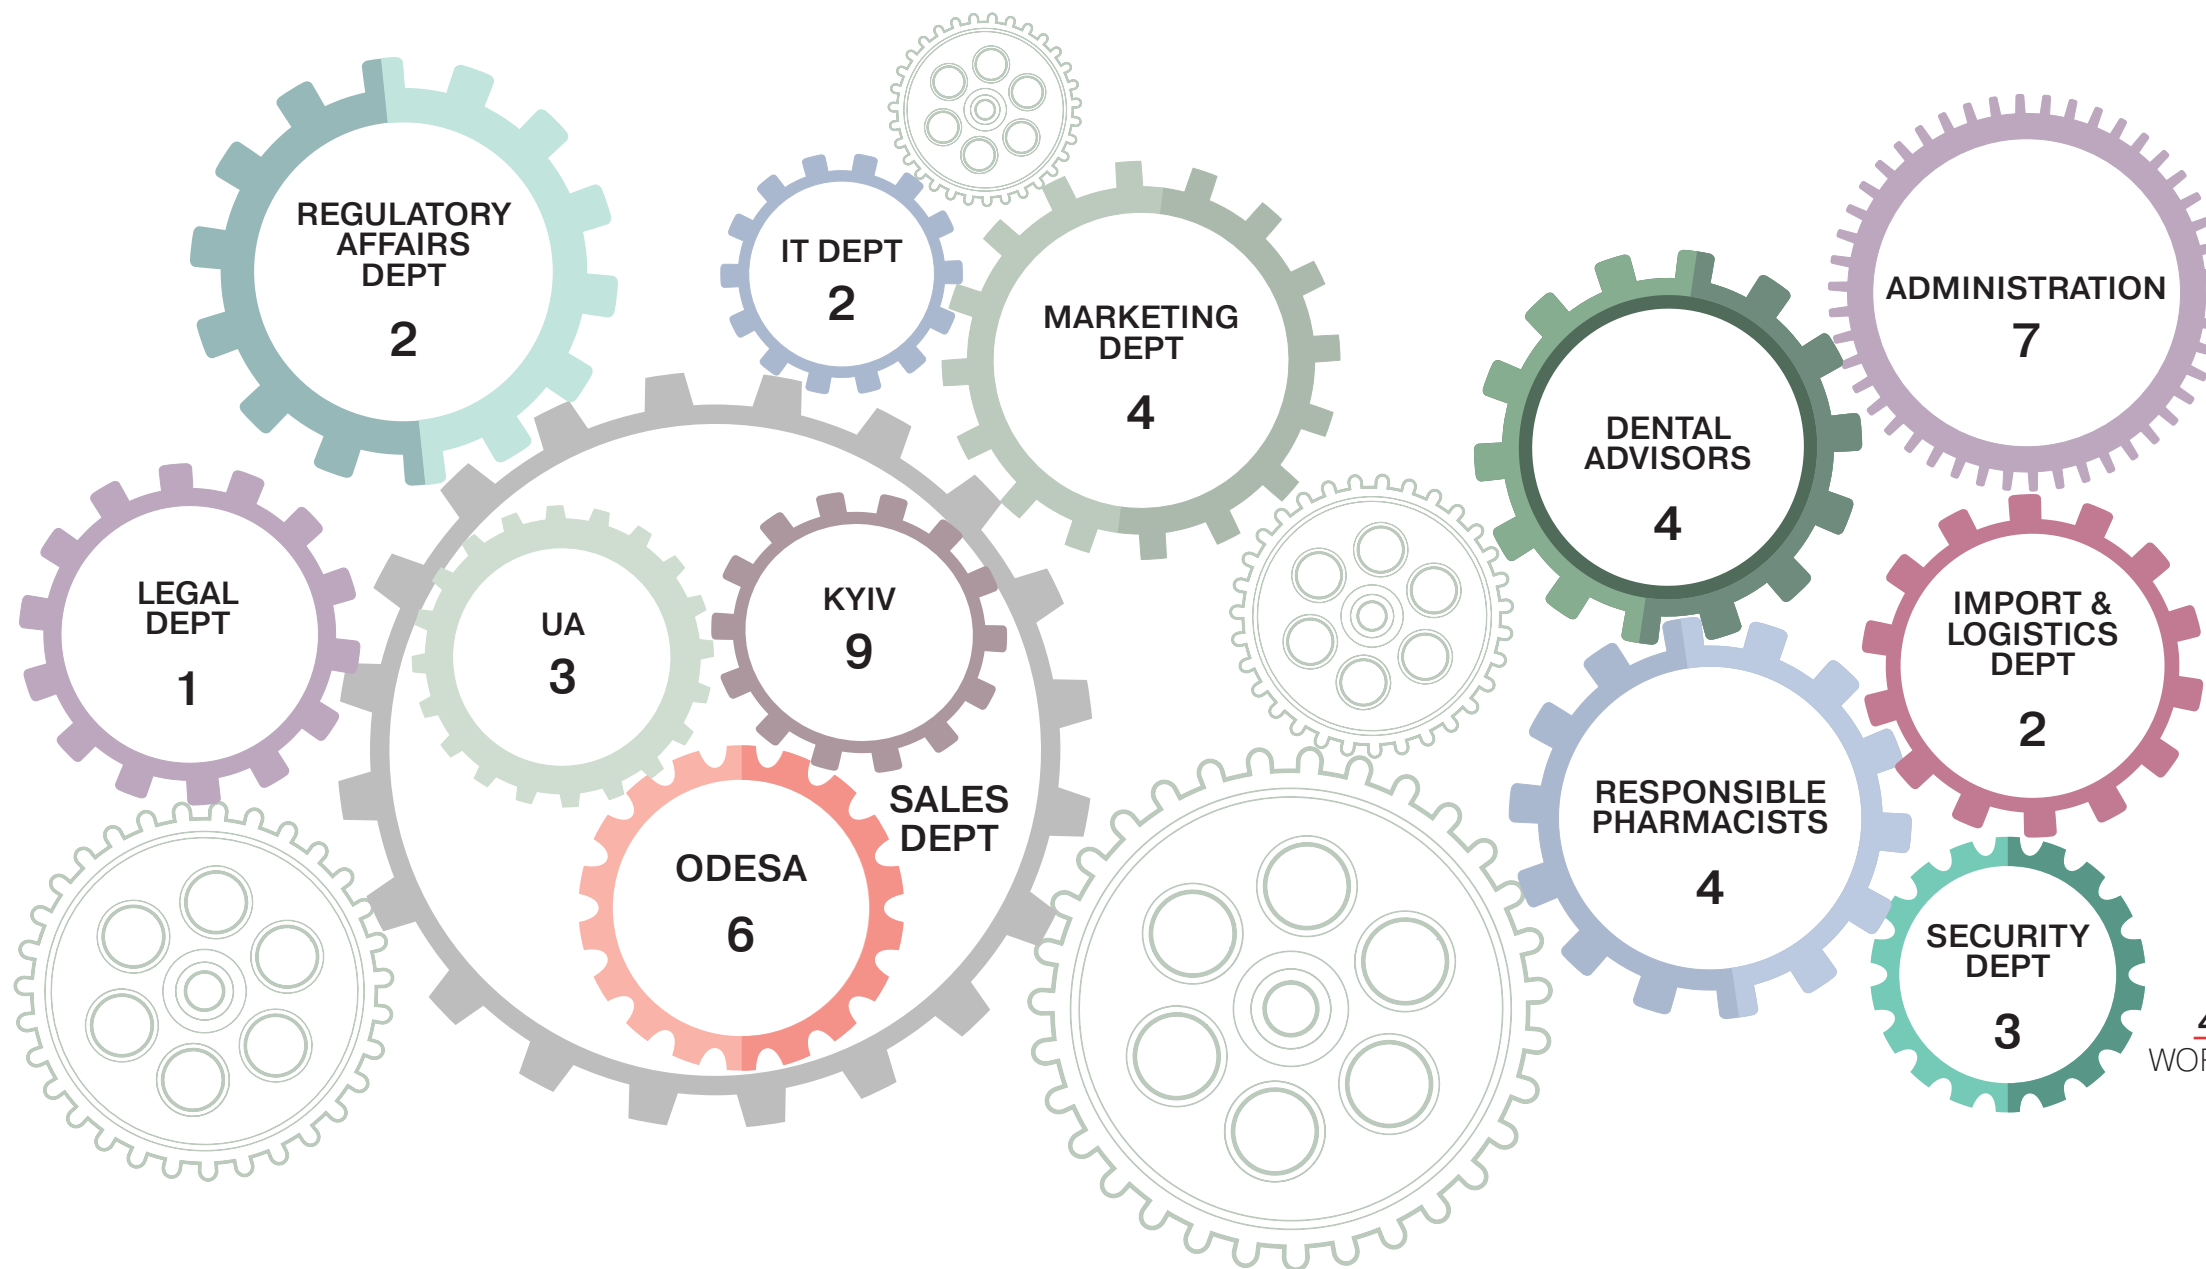 REGULATORY
AFFAIRS
DEPT
2
IT DEPT
2
MARKETING
DEPT
4
ADMINISTRATION
7
DENTAL
ADVISORS
4
LEGAL
DEPT
1
UA
3
KYIV
9
SALES
DEPT
ODESA
6
IMPORT &
LOGISTICS
DEPT
2
RESPONSIBLE
PHARMACISTS
4
SECURITY
DEPT
3